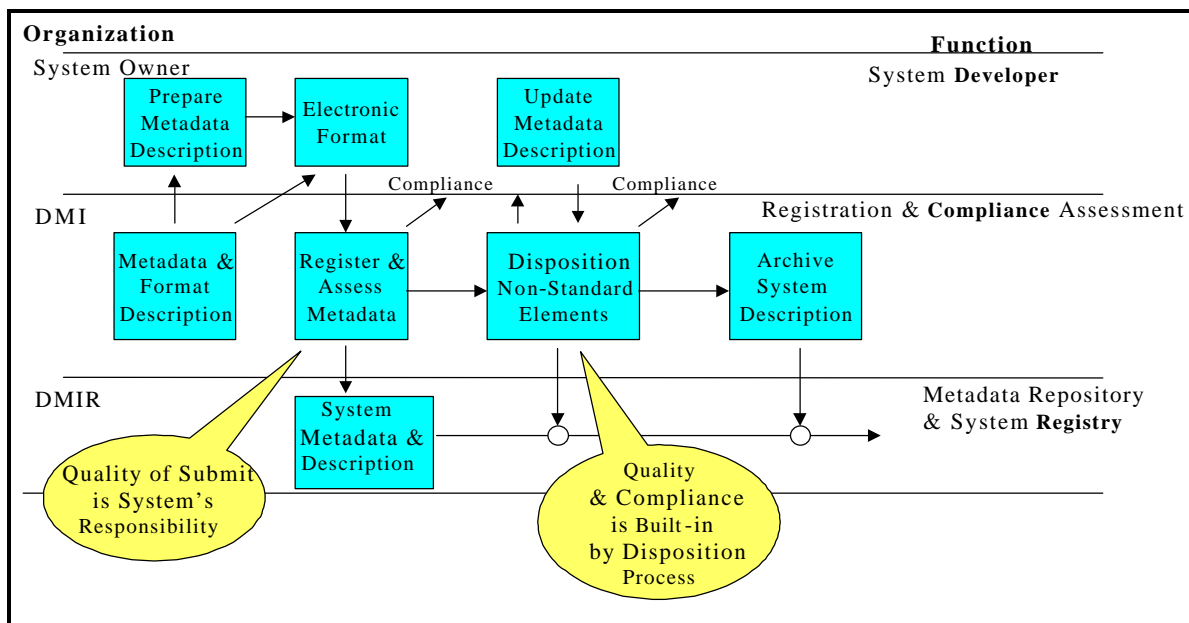 Organization
Function
System Owner
System Developer
Prepare
Metadata
Description
Electronic
Format
Update
Metadata
Description
Compliance
Compliance
DMI
Registration & Compliance Assessment
Metadata &
Format
Description
Register &
Assess
Metadata
Disposition
Non-Standard
Elements
Archive
System
Description
DMIR
Metadata Repository
& System Registry
System
Metadata &
Description
Quality of Submit
is System's
Responsibility
Quality
& Compliance
is Built-in
by Disposition
Process